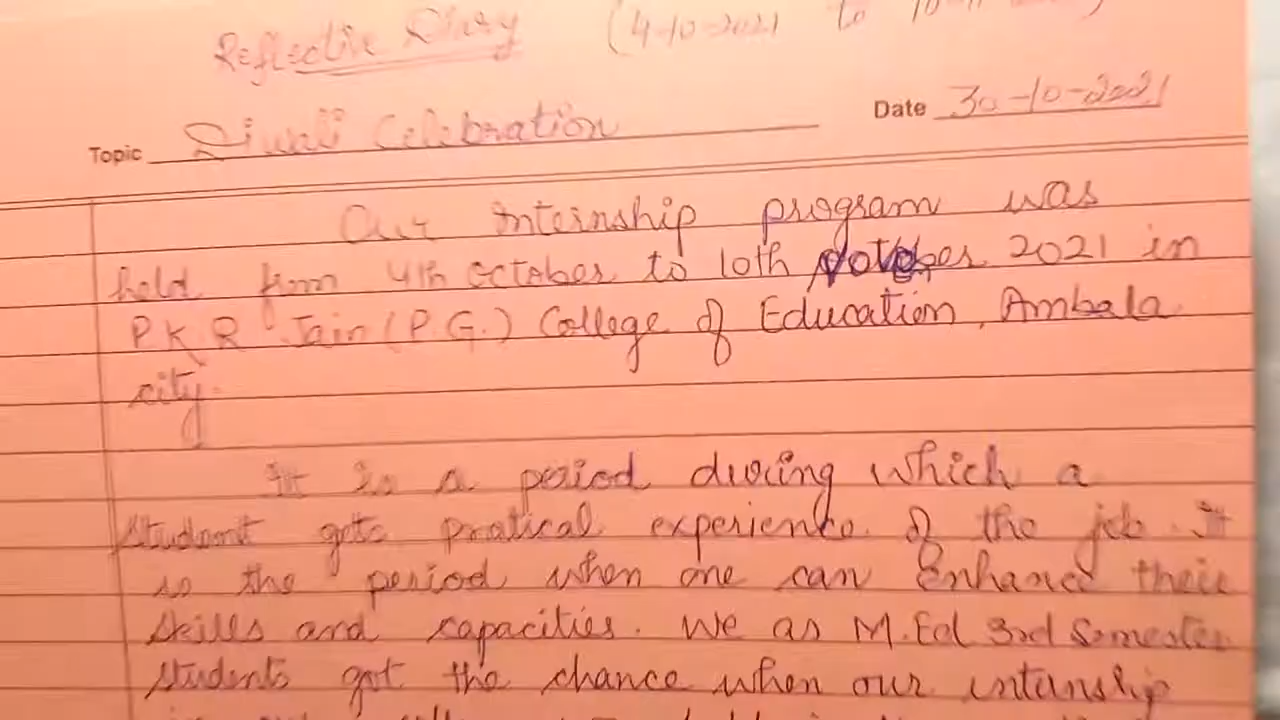 Reflective Diary (4-10-2021 to 10-11-
Topic Diwali Celebration Date 30-10-2021
Our internship program was
held from 4th October to 10th 2021 in
P.K.R Jain (P.G.) College of Education, Ambala
city.
It is a period during which a
student gets pratical experience of the job. It
is the period when one can enhance their
skills and capacities. We as M.Ed 3rd Semester
students got the chance when our intanship